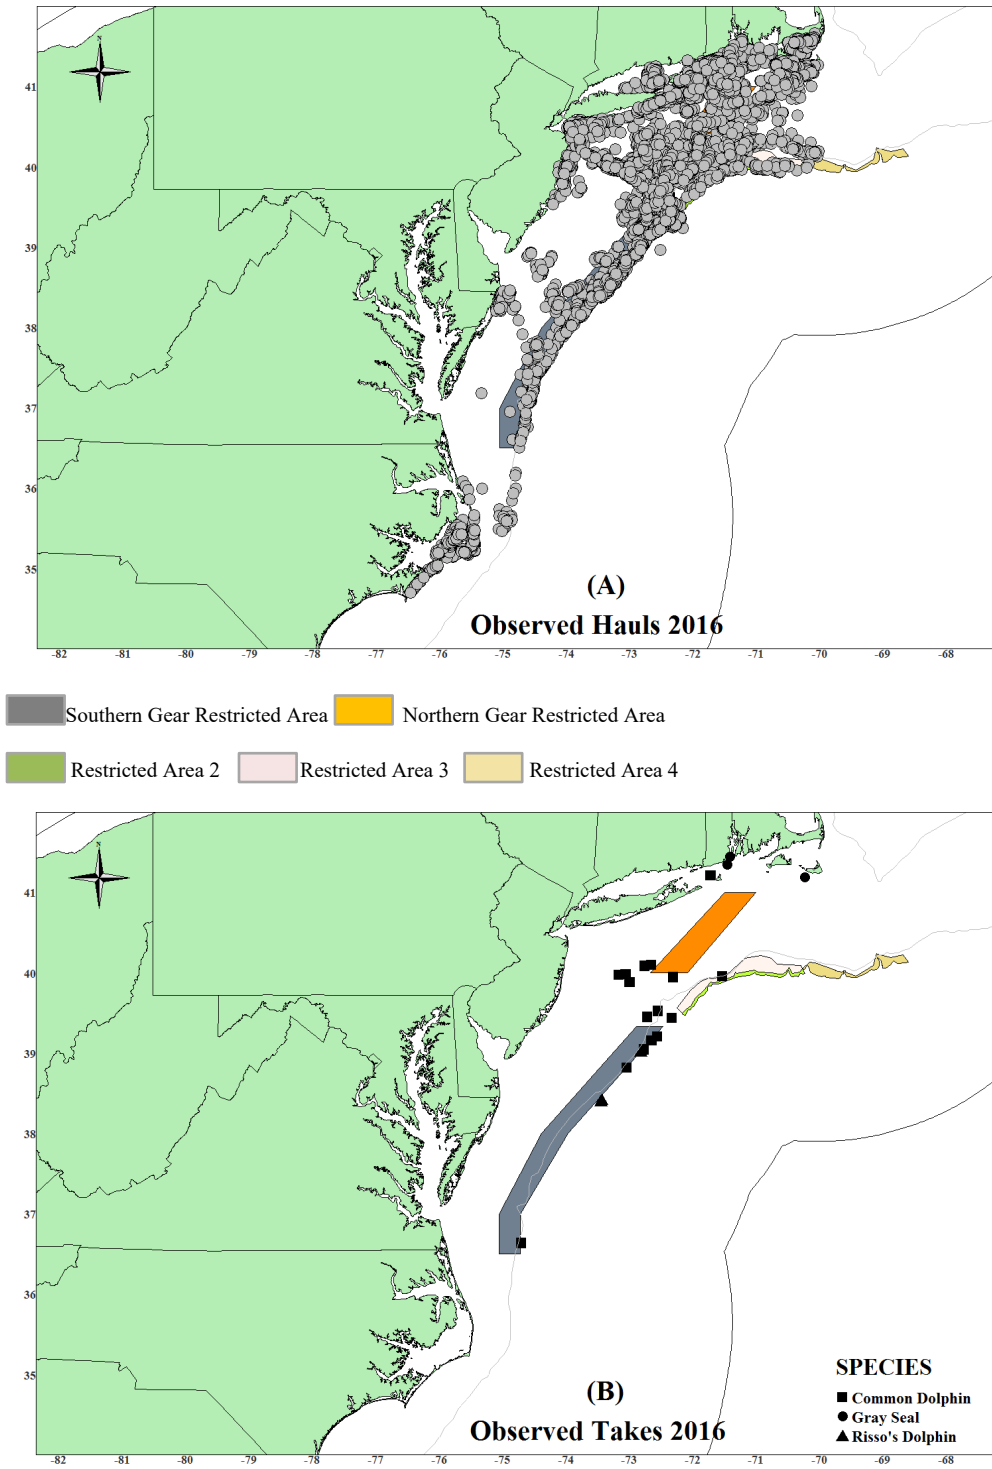 N
41
40
39
38
37
36
35
(A)
Observed Hauls 2016
-82 -81 -80 -79 -78 -77 -76 -75 -74 -73 -72 -71 -70 -69 -68
Southern Gear Restricted Area Northern Gear Restricted Area
Restricted Area 2 Restricted Area 3 Restricted Area 4
N
41
40
39
38
37
36
35
SPECIES
Common Dolphin
Gray Seal
Risso's Dolphin
(B)
Observed Takes 2016
-82 -81 -80 -79 -78 -77 -76 -75 -74 -73 -72 -71 -70 -69 -68